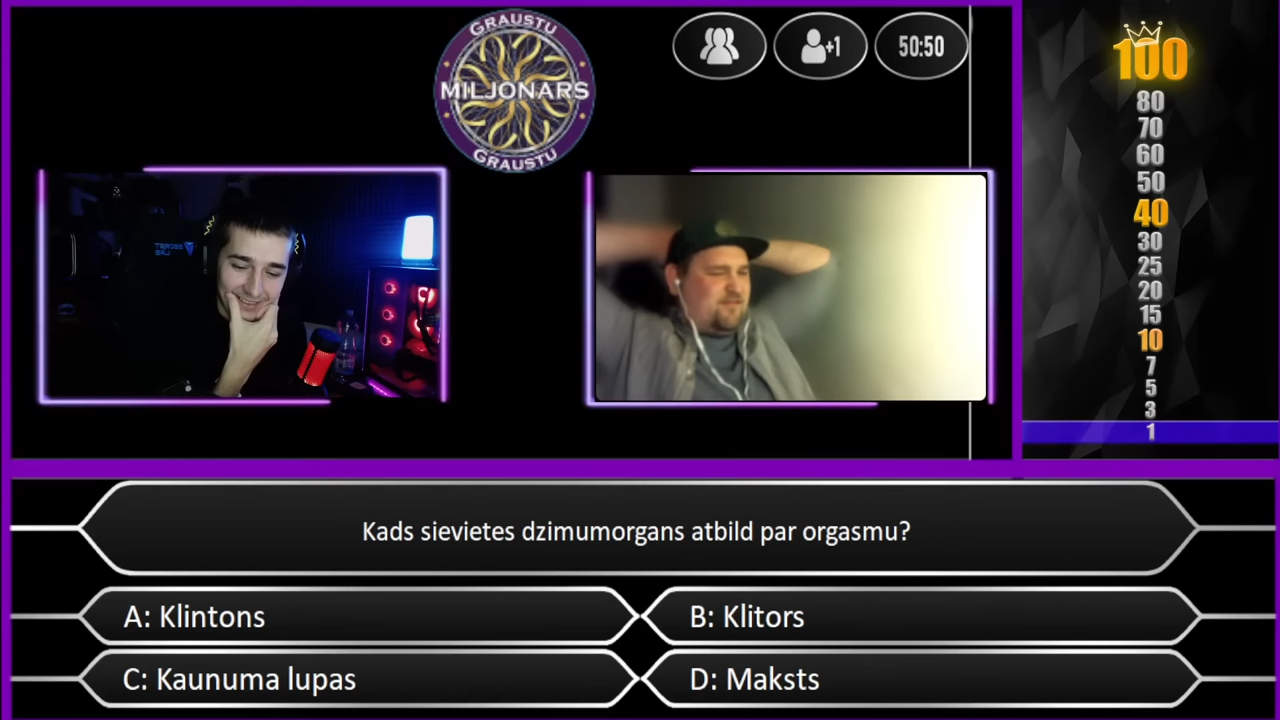 GRAUSTU
MILJONARS
GRAUSTU
+1
50:50
100
80
70
60
50
40
30
25
20
15
10
7
5
3
1
Kads sievietes dzimumorgans atbild par orgasmu?
A: Klintons
B: Klitors
C: Kaunuma lupas
D: Maksts